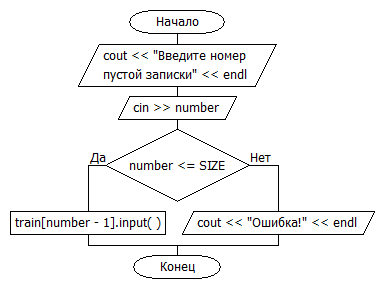 Начало
cout << "Введите номер
пустой записки" << endl
cin >> number
Да
number <= SIZE
Нет
train[number - 1].input( )
cout << "Ошибка!" << endl
Конец